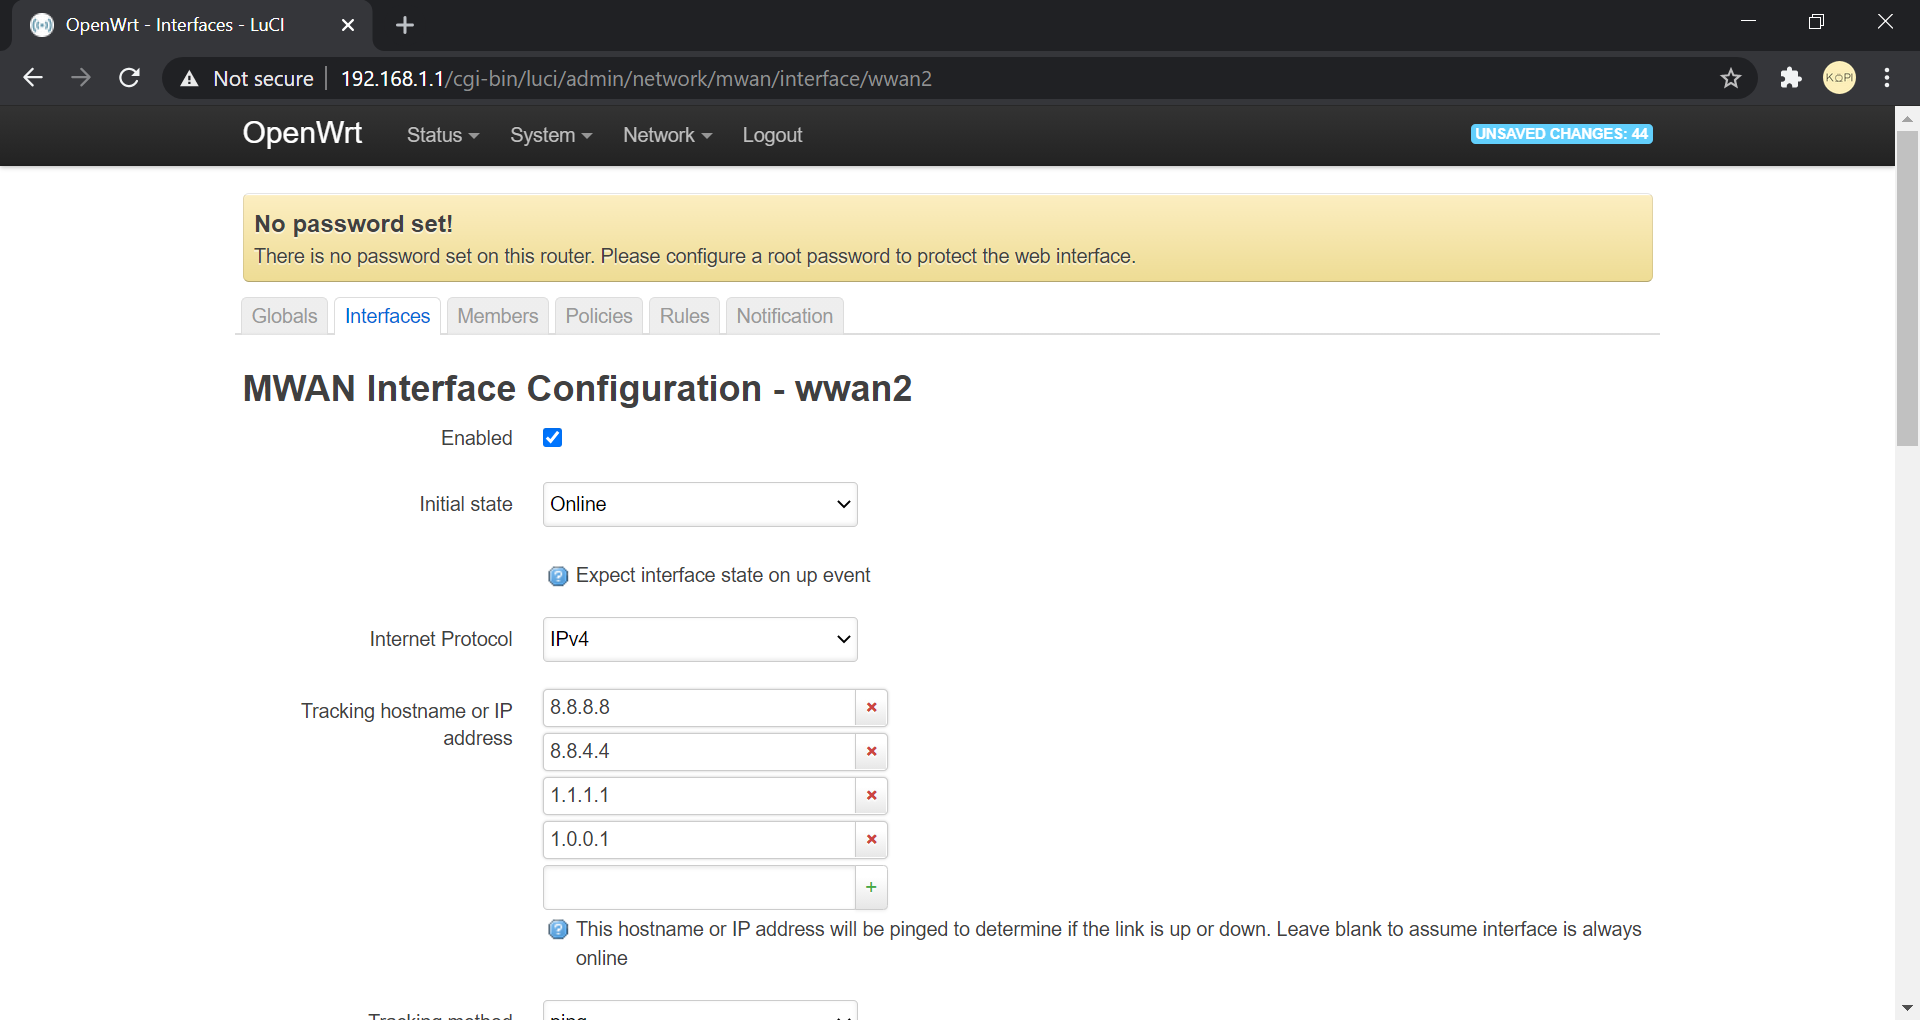 OpenWrt - Interfaces - LuCI
Not secure 192.168.1.1/cgi-bin/luci/admin/network/mwan/interface/wwan2
KOPI
OpenWrt Status System Network Logout UNSAVED CHANGES: 44
No password set!
There is no password set on this router. Please configure a root password to protect the web interface.
Globals Interfaces Members Policies Rules Notification
MWAN Interface Configuration - wwan2
Enabled
Initial state Online
Expect interface state on up event
Internet Protocol IPv4
Tracking hostname or IP address
8.8.8.8
8.8.4.4
1.1.1.1
1.0.0.1
+
This hostname or IP address will be pinged to determine if the link is up or down. Leave blank to assume interface is always
online
Tracking method ping